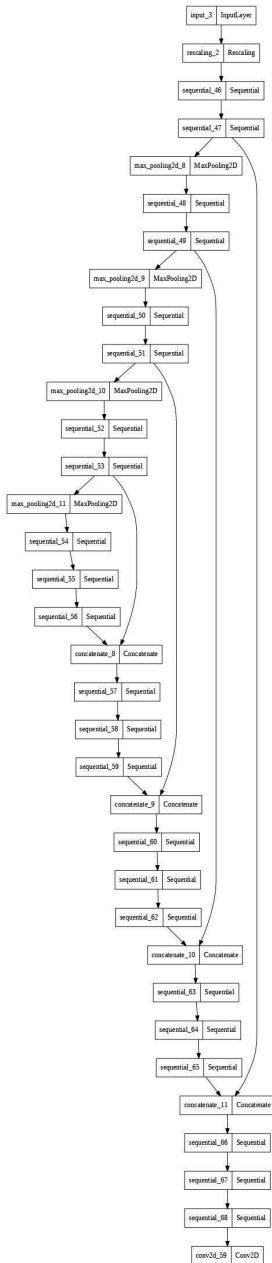 input_3 InputLayer
rescaling_2 Rescaling
sequential_46 Sequential
sequential_47 Sequential
max_pooling2d_8 MaxPooling2D
sequential_48 Sequential
sequential_49 Sequential
max_pooling2d_9 MaxPooling2D
sequential_50 Sequential
sequential_51 Sequential
max_pooling2d_10 MaxPooling2D
sequential_52 Sequential
sequential_53 Sequential
max_pooling2d_11 MaxPooling2D
sequential_54 Sequential
sequential_55 Sequential
sequential_56 Sequential
concatenate_8 Concatenate
sequential_57 Sequential
sequential_58 Sequential
sequential_59 Sequential
concatenate_9 Concatenate
sequential_60 Sequential
sequential_61 Sequential
sequential_62 Sequential
concatenate_10 Concatenate
sequential_63 Sequential
sequential_64 Sequential
sequential_65 Sequential
concatenate_11 Concatenate
sequential_66 Sequential
sequential_67 Sequential
sequential_68 Sequential
conv2d_59 Conv2D